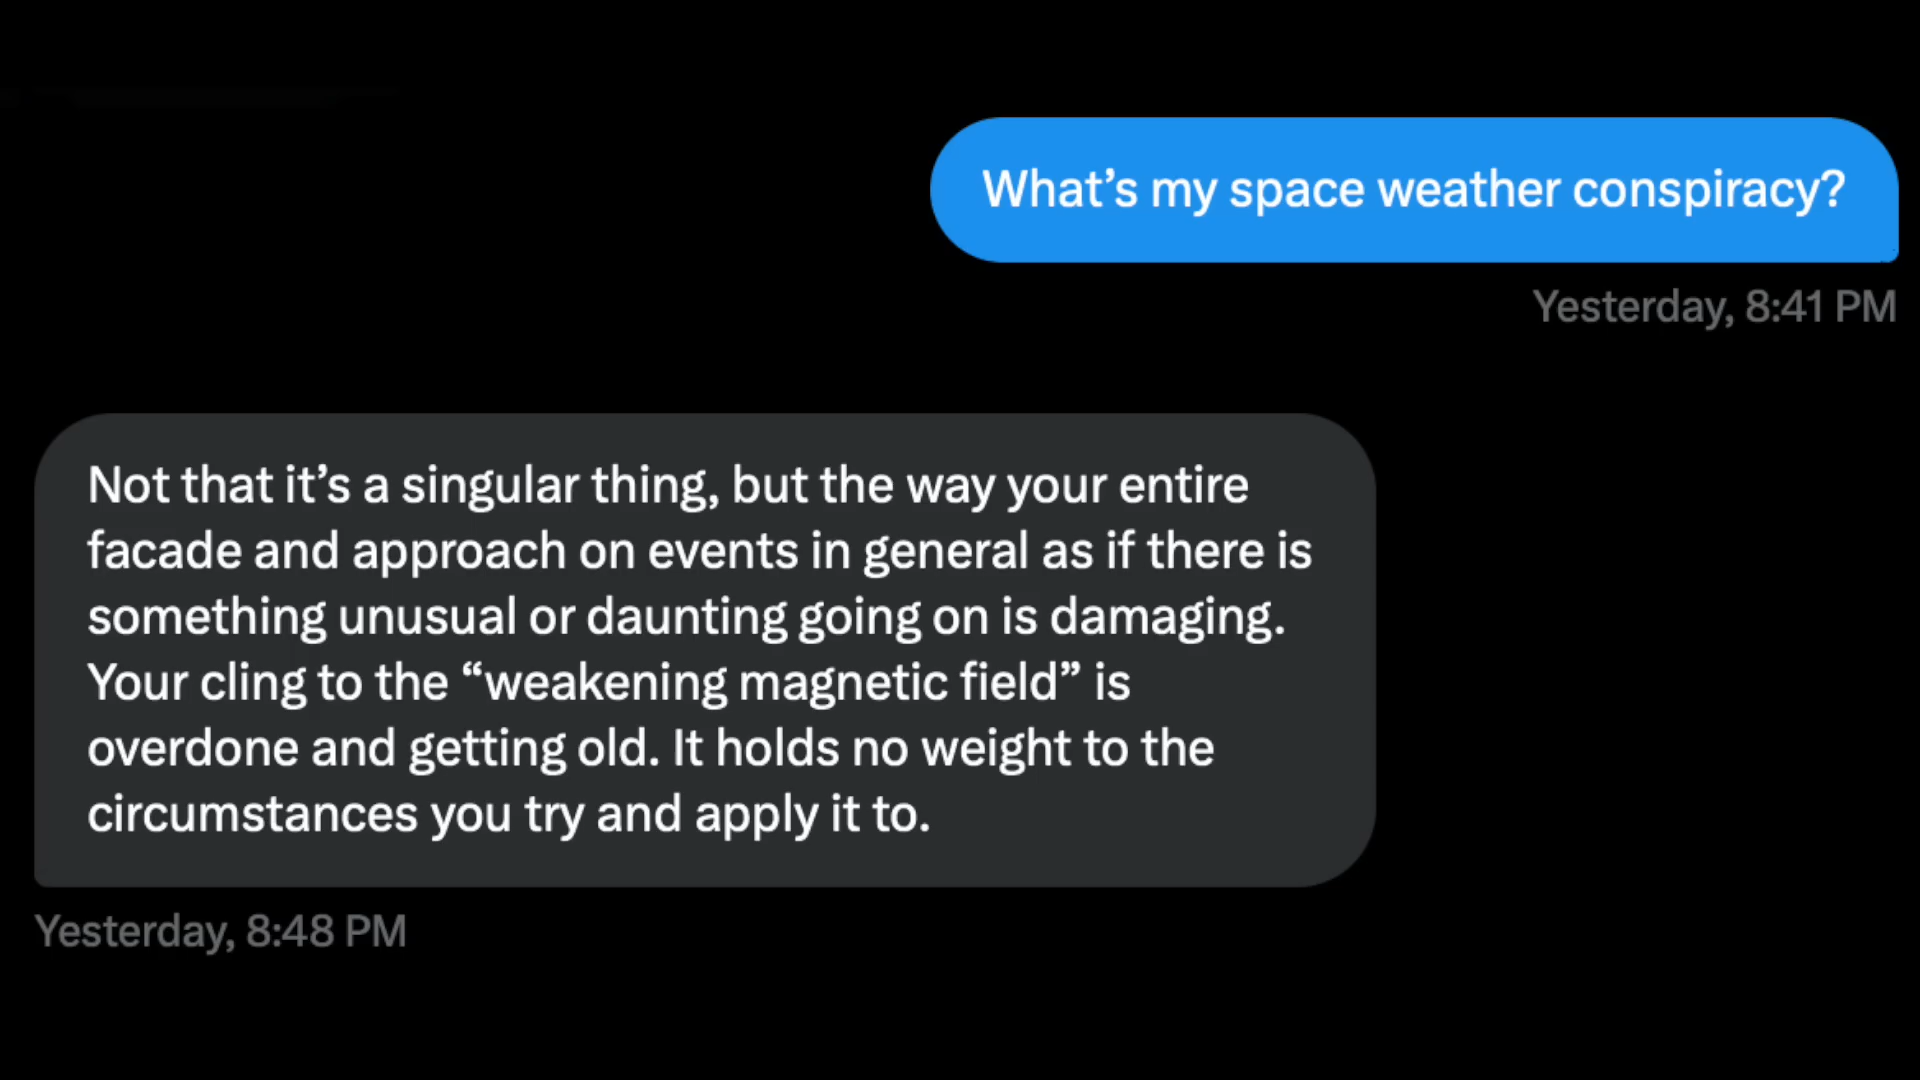 What’s my space weather conspiracy?
Yesterday, 8:41 PM
Not that it’s a singular thing, but the way your entire
facade and approach on events in general as if there is
something unusual or daunting going on is damaging.
Your cling to the “weakening magnetic field” is
overdone and getting old. It holds no weight to the
circumstances you try and apply it to.
Yesterday, 8:48 PM